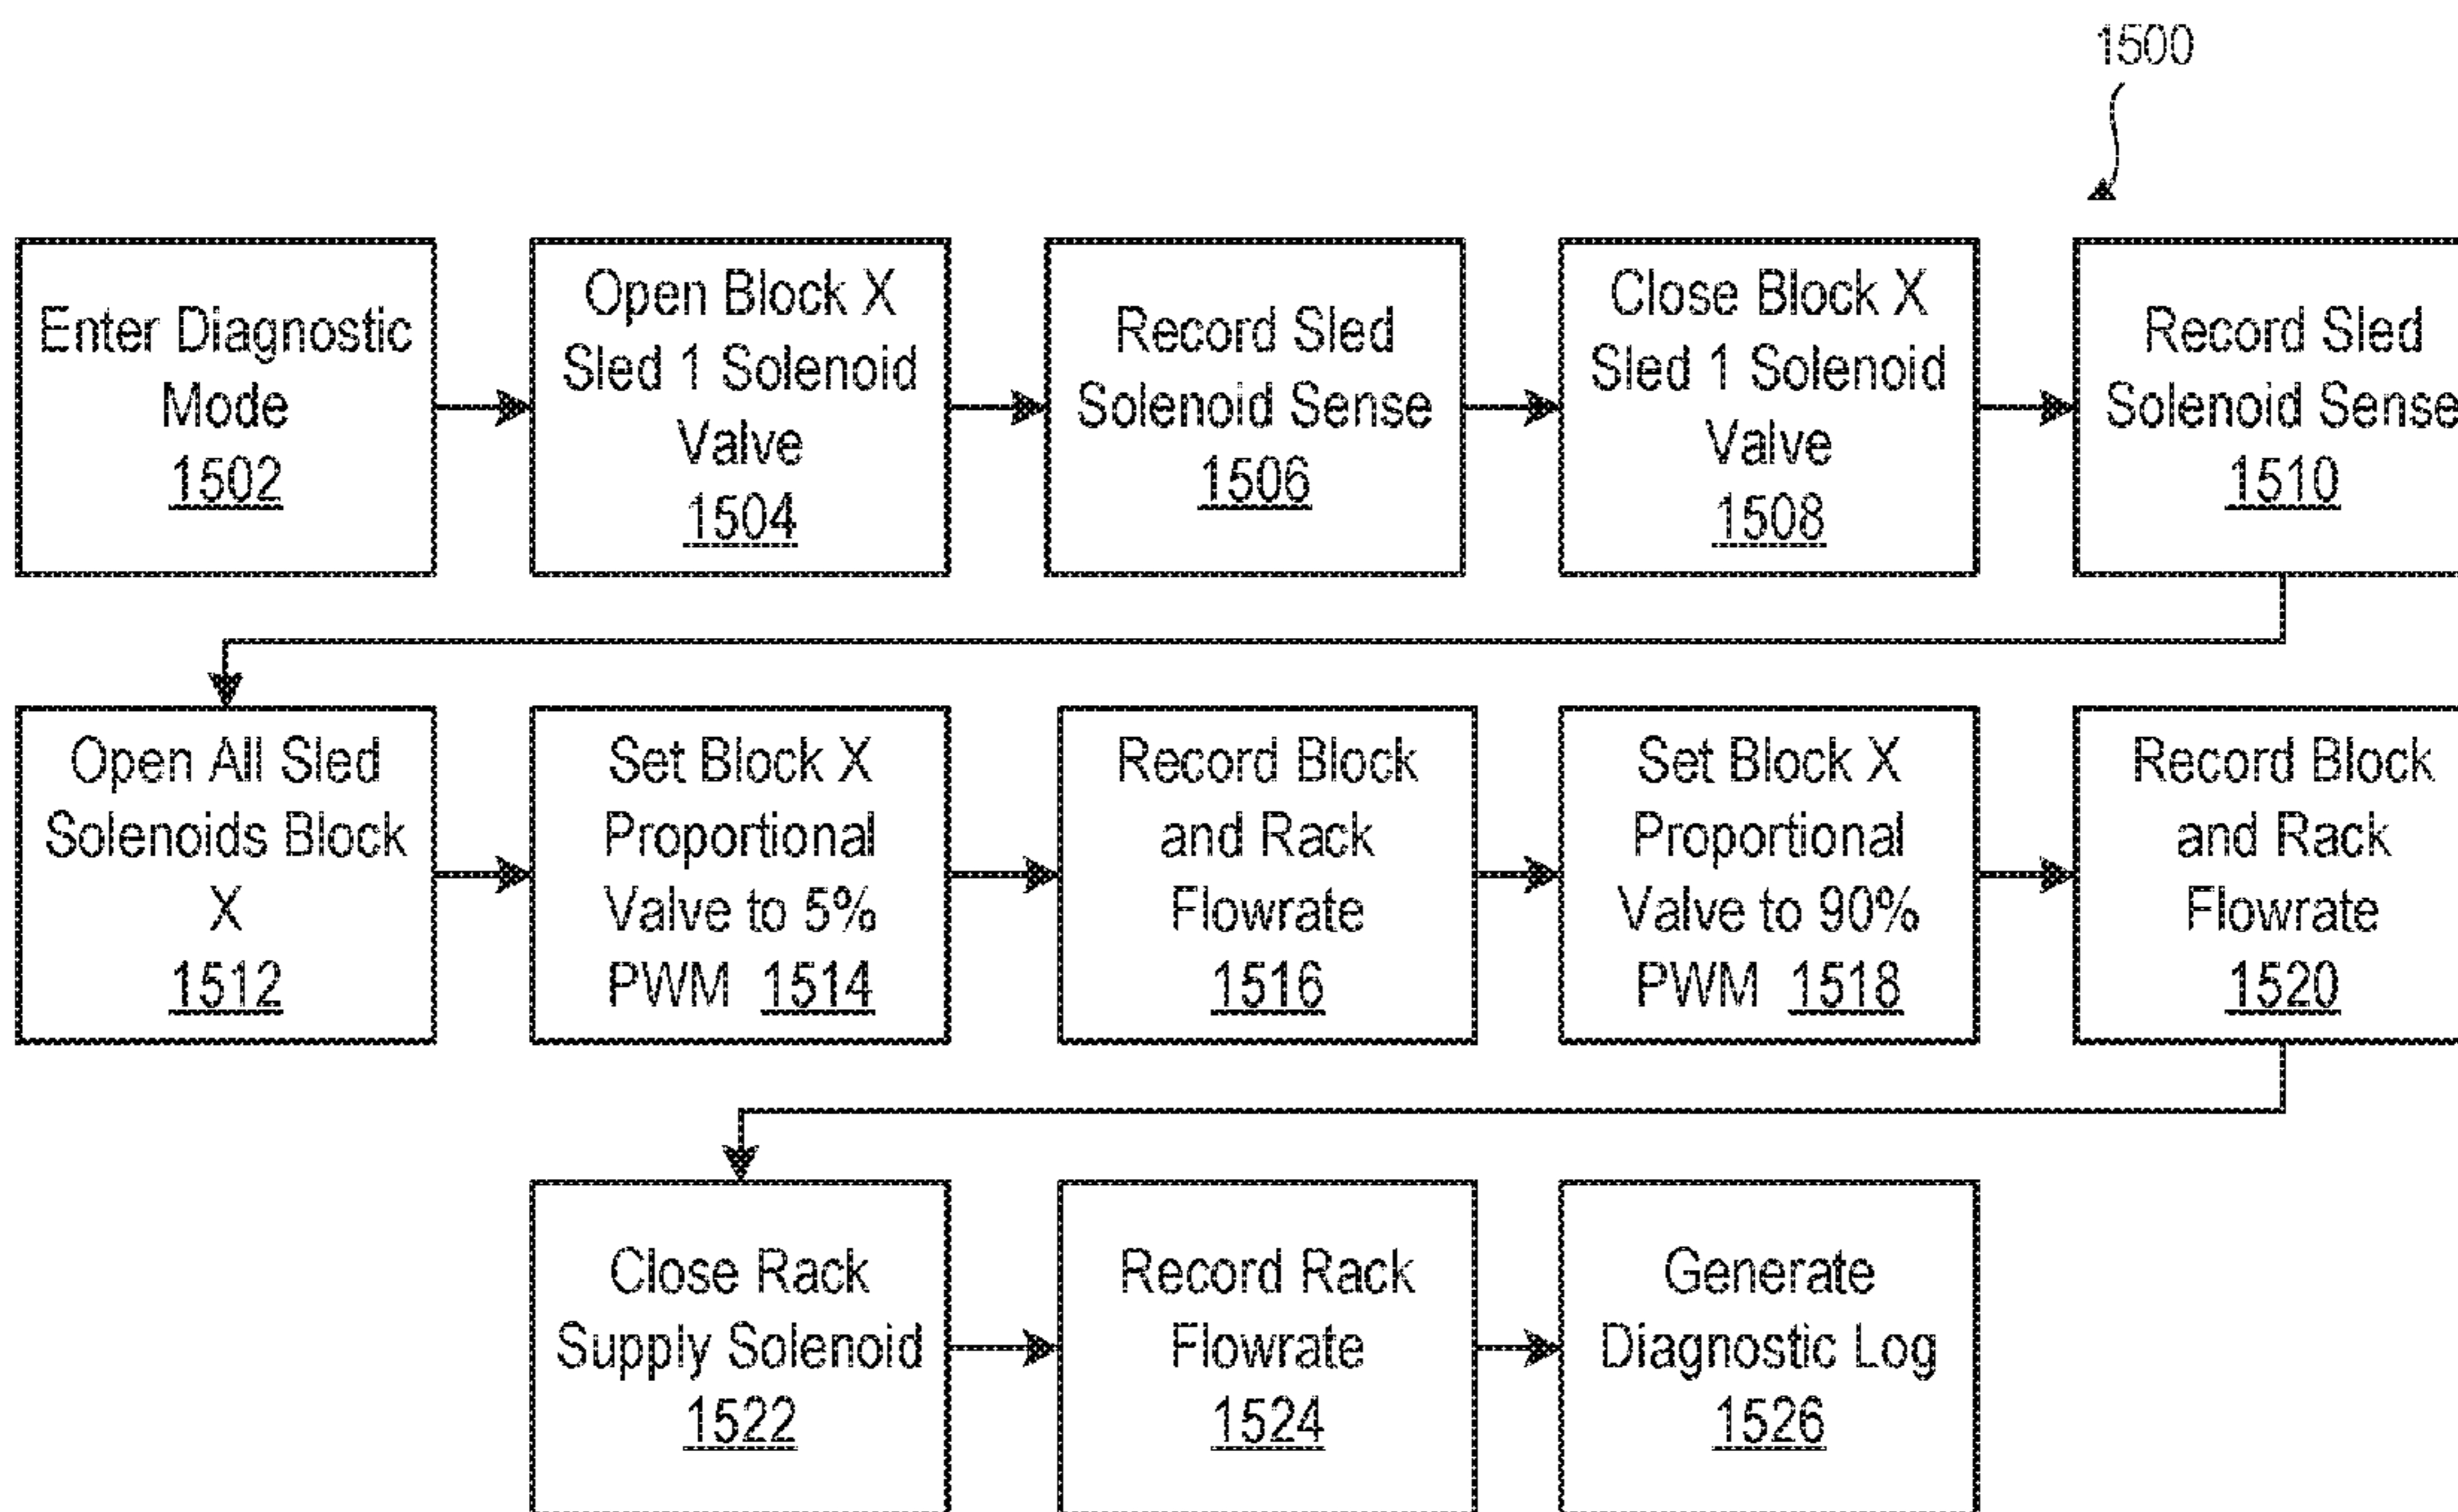 1500
Enter Diagnostic
Mode
1502
Open Block X
Sled 1 Solenoid
Valve
1504
Record Sled
Solenoid Sense
1506
Close Block X
Sled 1 Solenoid
Valve
1508
Record Sled
Solenoid Sense
1510
Open All Sled
Solenoids Block
X
1512
Set Block X
Proportional
Valve to 5%
PWM 1514
Record Block
and Rack
Flowrate
1516
Set Block X
Proportional
Valve to 90%
PWM 1518
Record Block
and Rack
Flowrate
1520
Close Rack
Supply Solenoid
1522
Record Rack
Flowrate
1524
Generate
Diagnostic Log
1526